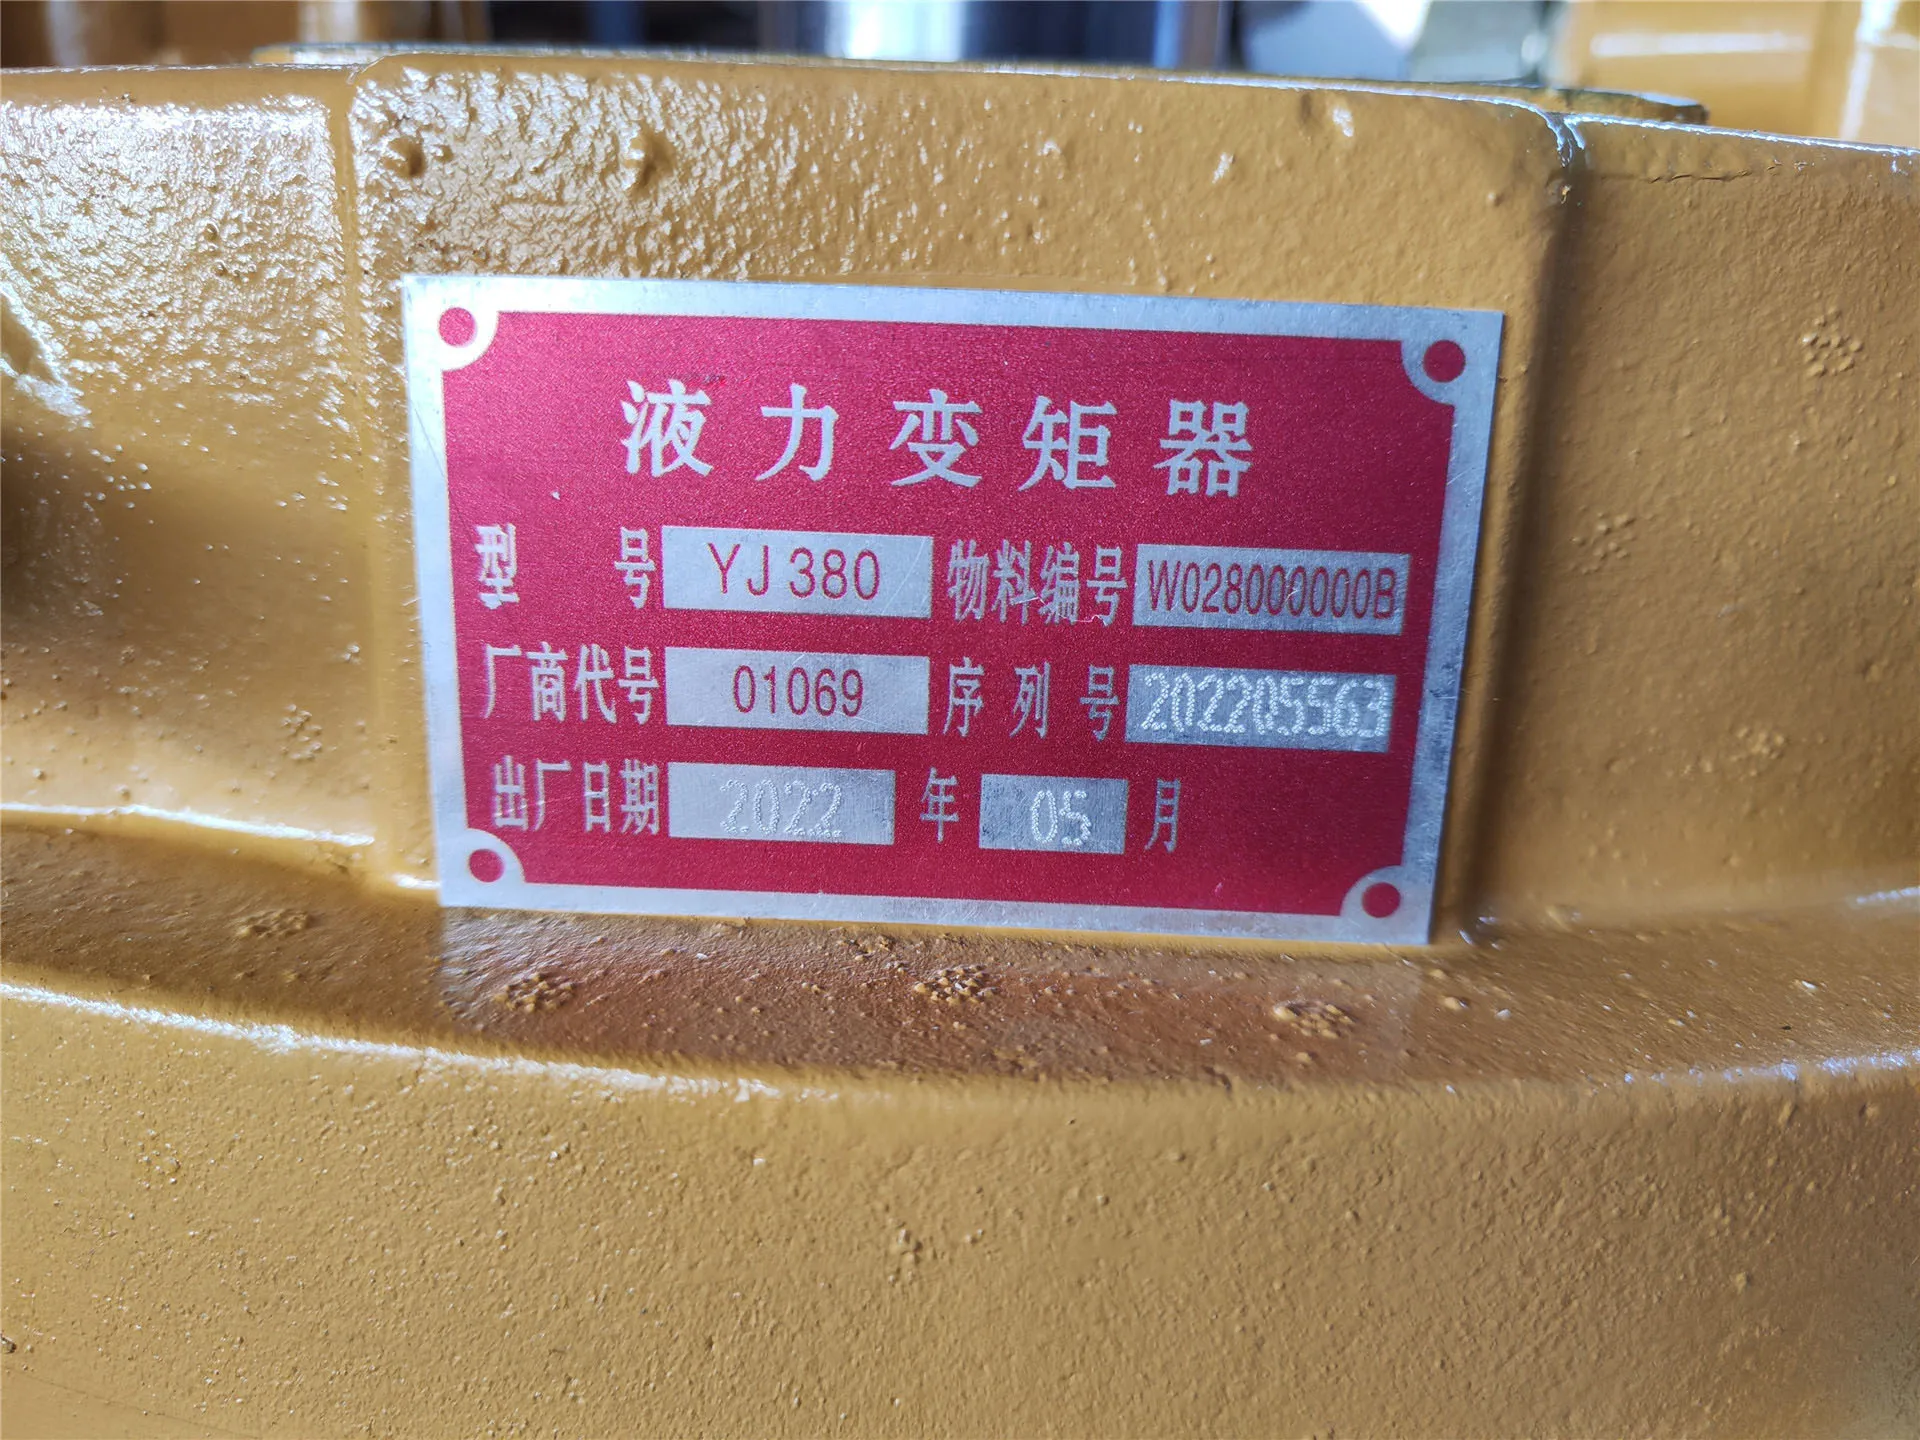 液力变矩器
型号 YJ380 物料编号 W028000000B
厂商代号 01069 序列号 202205563
出厂日期 2022 年 05 月